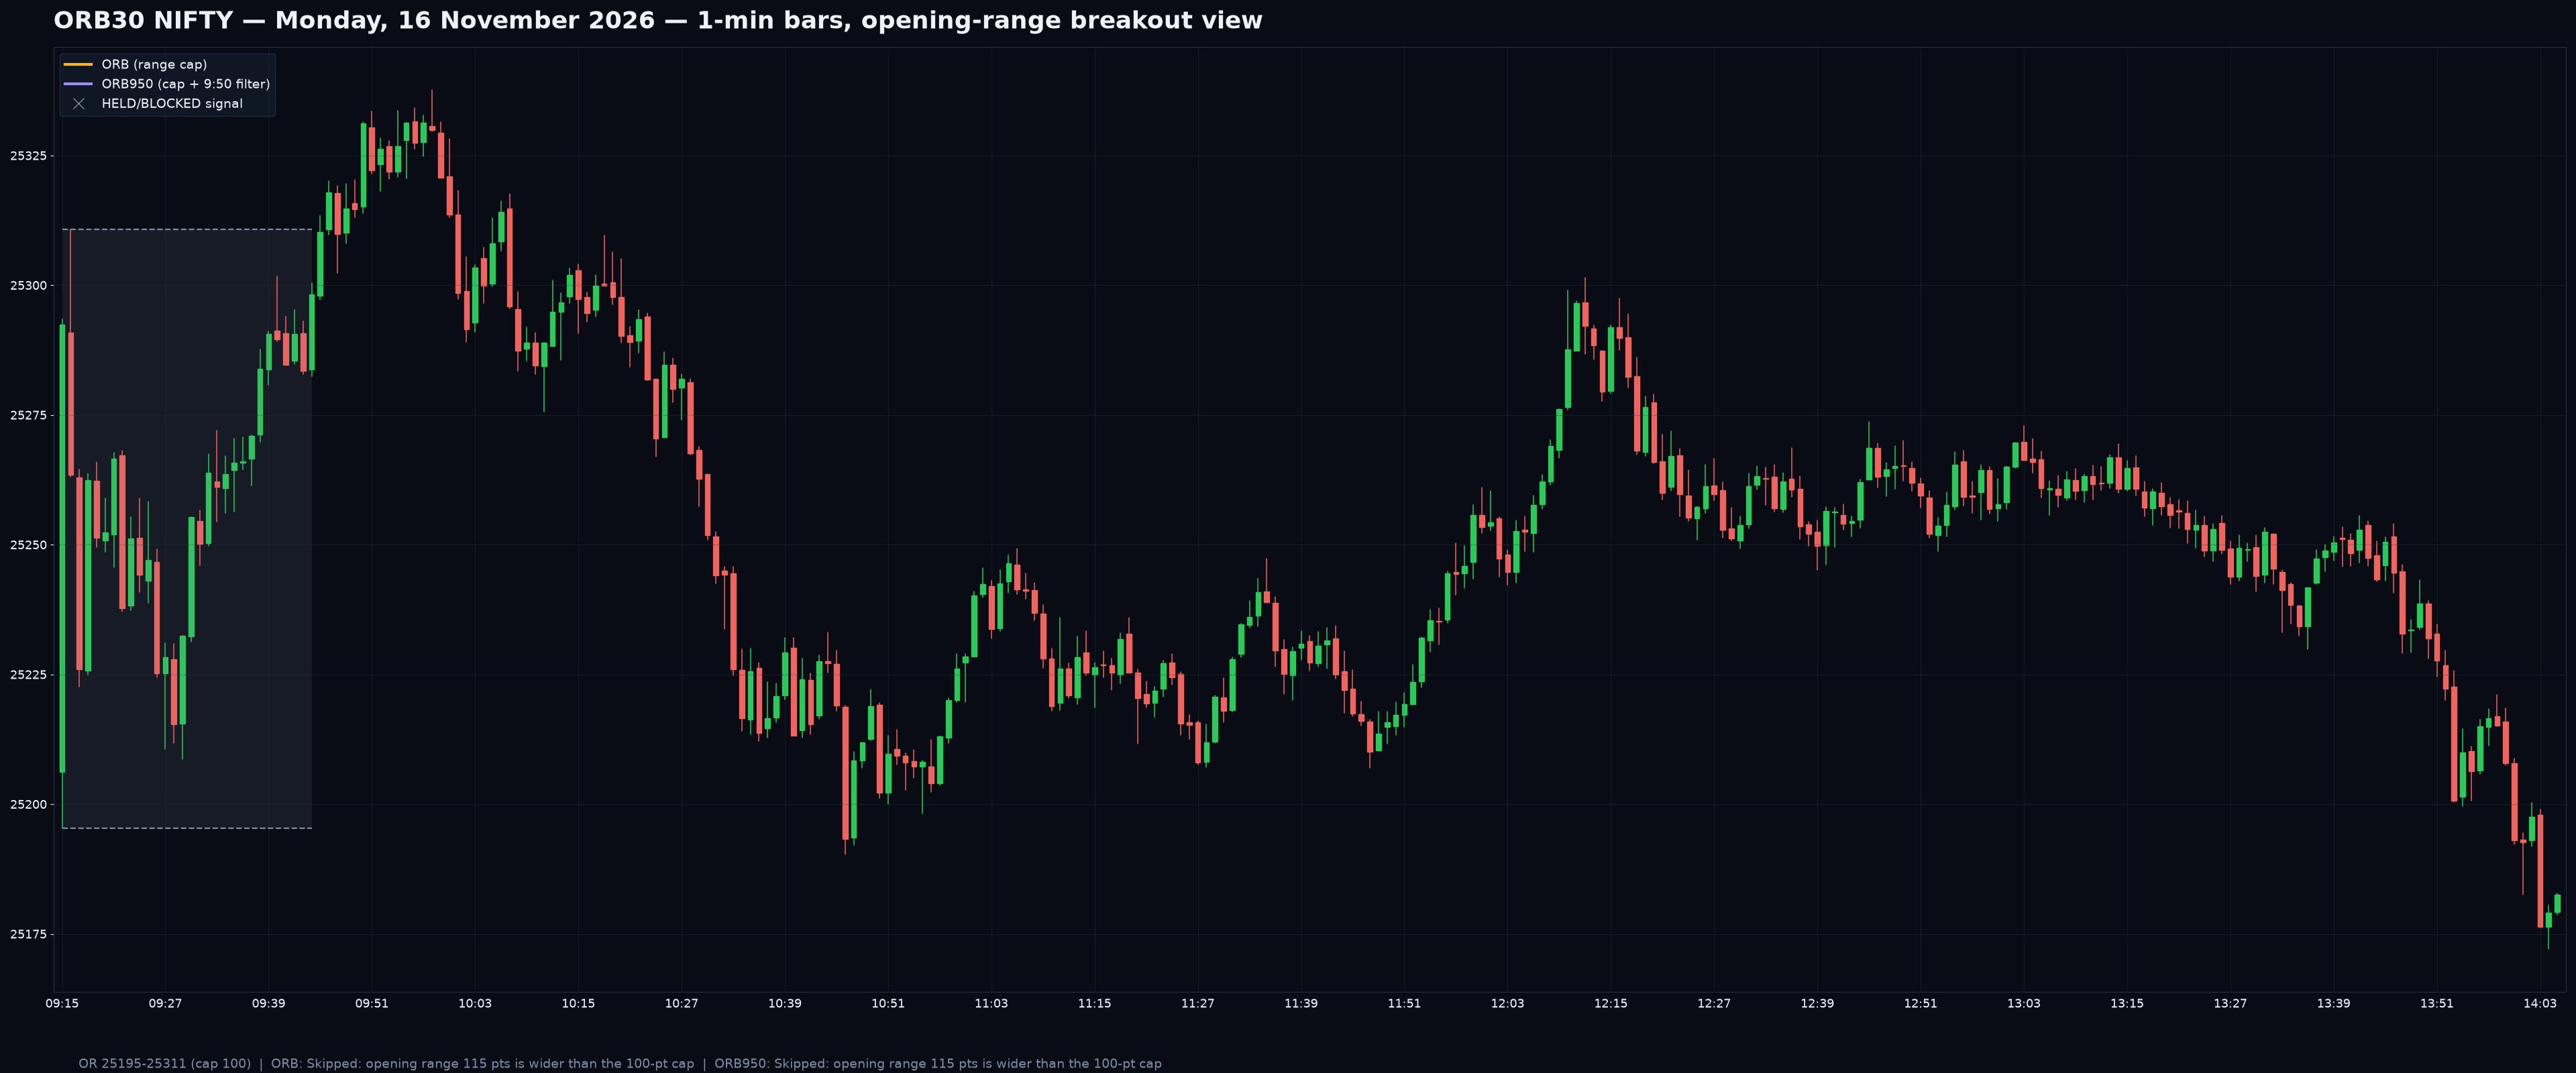 ORB30 NIFTY — Monday, 16 November 2026 — 1-min bars, opening-range breakout view
ORB (range cap)
ORB950 (cap + 9:50 filter)
HELD/BLOCKED signal
25325
25300
25275
25250
25225
25200
25175
09:15 09:27 09:39 09:51 10:03 10:15 10:27 10:39 10:51 11:03 11:15 11:27 11:39 11:51 12:03 12:15 12:27 12:39 12:51 13:03 13:15 13:27 13:39 13:51 14:03
OR 25195-25311 (cap 100) | ORB: Skipped: opening range 115 pts is wider than the 100-pt cap | ORB950: Skipped: opening range 115 pts is wider than the 100-pt cap